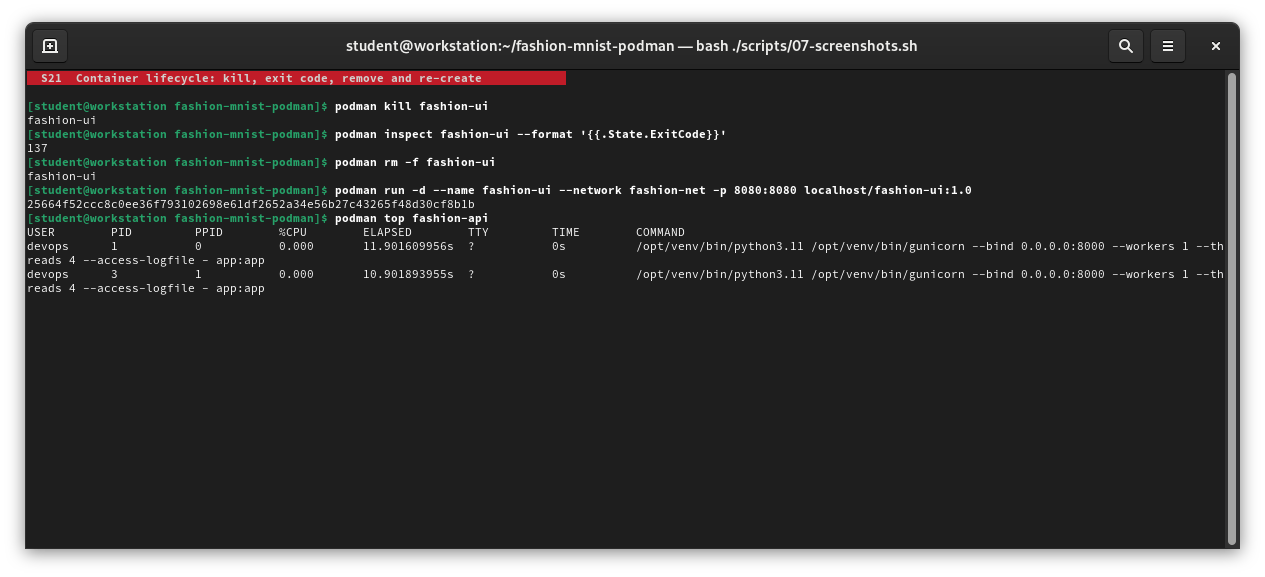 student@workstation:~/fashion-mnist-podman — bash ./scripts/07-screenshots.sh
S21  Container lifecycle: kill, exit code, remove and re-create
[student@workstation fashion-mnist-podman]$ podman kill fashion-ui
fashion-ui
[student@workstation fashion-mnist-podman]$ podman inspect fashion-ui --format '{{.State.ExitCode}}'
137
[student@workstation fashion-mnist-podman]$ podman rm -f fashion-ui
fashion-ui
[student@workstation fashion-mnist-podman]$ podman run -d --name fashion-ui --network fashion-net -p 8080:8080 localhost/fashion-ui:1.0
25664f52ccc8c0ee36f793102698e61df2652a34e56b27c43265f48d30cf8b1b
[student@workstation fashion-mnist-podman]$ podman top fashion-api
USER        PID         PPID        %CPU        ELAPSED        TTY         TIME        COMMAND
devops      1           0           0.000       11.901609956s  ?           0s          /opt/venv/bin/python3.11 /opt/venv/bin/gunicorn --bind 0.0.0.0:8000 --workers 1 --th
reads 4 --access-logfile - app:app
devops      3           1           0.000       10.901893955s  ?           0s          /opt/venv/bin/python3.11 /opt/venv/bin/gunicorn --bind 0.0.0.0:8000 --workers 1 --th
reads 4 --access-logfile - app:app